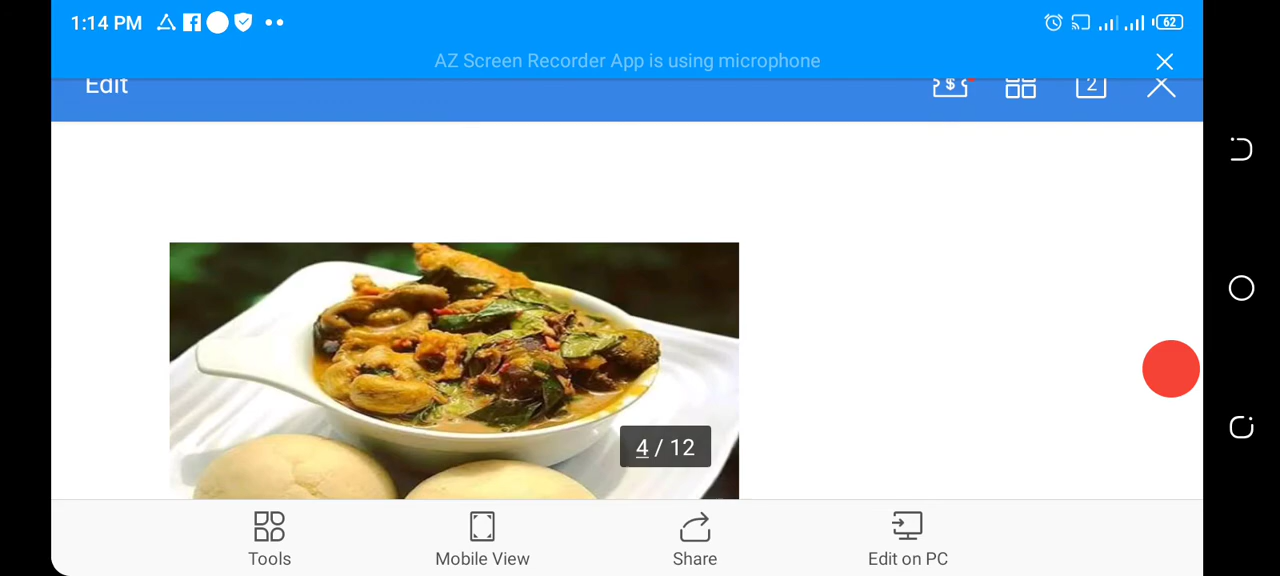 1:14 PM 62
AZ Screen Recorder App is using microphone
Edit $ 2
4 / 12
Tools Mobile View Share Edit on PC